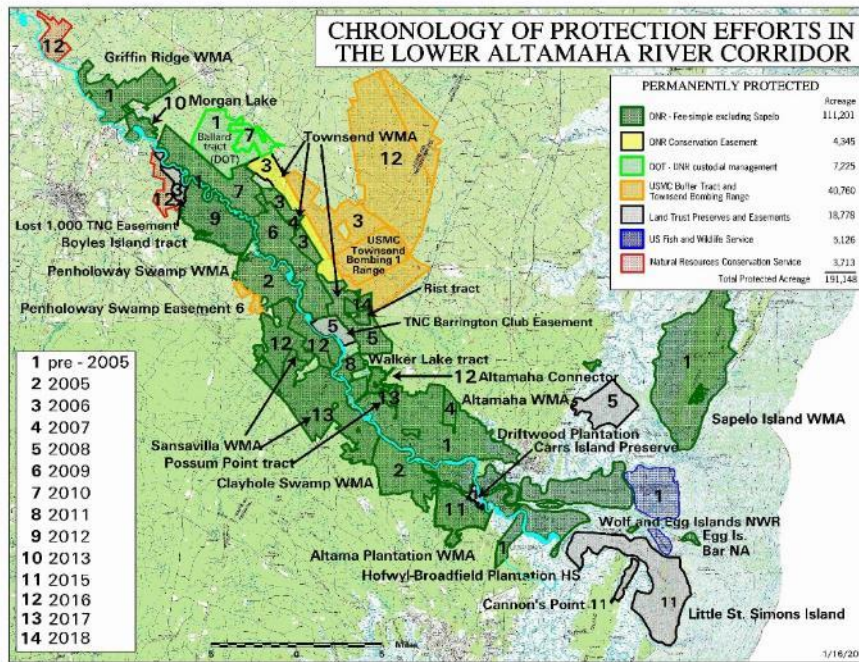 CHRONOLOGY OF PROTECTION EFFORTS IN
THE LOWER ALTAMAHA RIVER CORRIDOR
PERMANENTLY PROTECTED
Acreage
DNR - Fee-simple excluding Sapelo 111,201
DNR Conservation Easement 4,345
DOT - DNR custodial management 7,225
USMC Buffer Tract and
Townsend Bombing Range 40,760
Land Trust Preserves and Easements 18,778
US Fish and Wildlife Service 5,126
Natural Resources Conservation Service 3,713
Total Protected Acreage 191,148
12
Griffin Ridge WMA
1
10 Morgan Lake
1
Ballard
tract
(DOT)
7
Townsend WMA
12
3
3
1
7
3
4
3
3
12
9
6
USMC
Townsend
Bombing 1
Range
Lost 1,000 TNC Easement
Boyles Island tract
Penholoway Swamp WMA
2
Rist tract
14
Penholoway Swamp Easement 6
5
TNC Barrington Club Easement
5
12
12
8
Walker Lake tract
12 Altamaha Connector
13
4
Altamaha WMA
5
1
Sapelo Island WMA
13
Sansavilla WMA
Possum Point tract
1
Driftwood Plantation
Carrs Island Preserve
Clayhole Swamp WMA
2
11
1
Wolf and Egg Islands NWR
Egg Is.
Bar NA
Altama Plantation WMA
1
Hofwyl-Broadfield Plantation HS
Cannon's Point 11
11
Little St. Simons Island
1 pre - 2005
2 2005
3 2006
4 2007
5 2008
6 2009
7 2010
8 2011
9 2012
10 2013
11 2015
12 2016
13 2017
14 2018
5 0 5
Miles
1/16/20